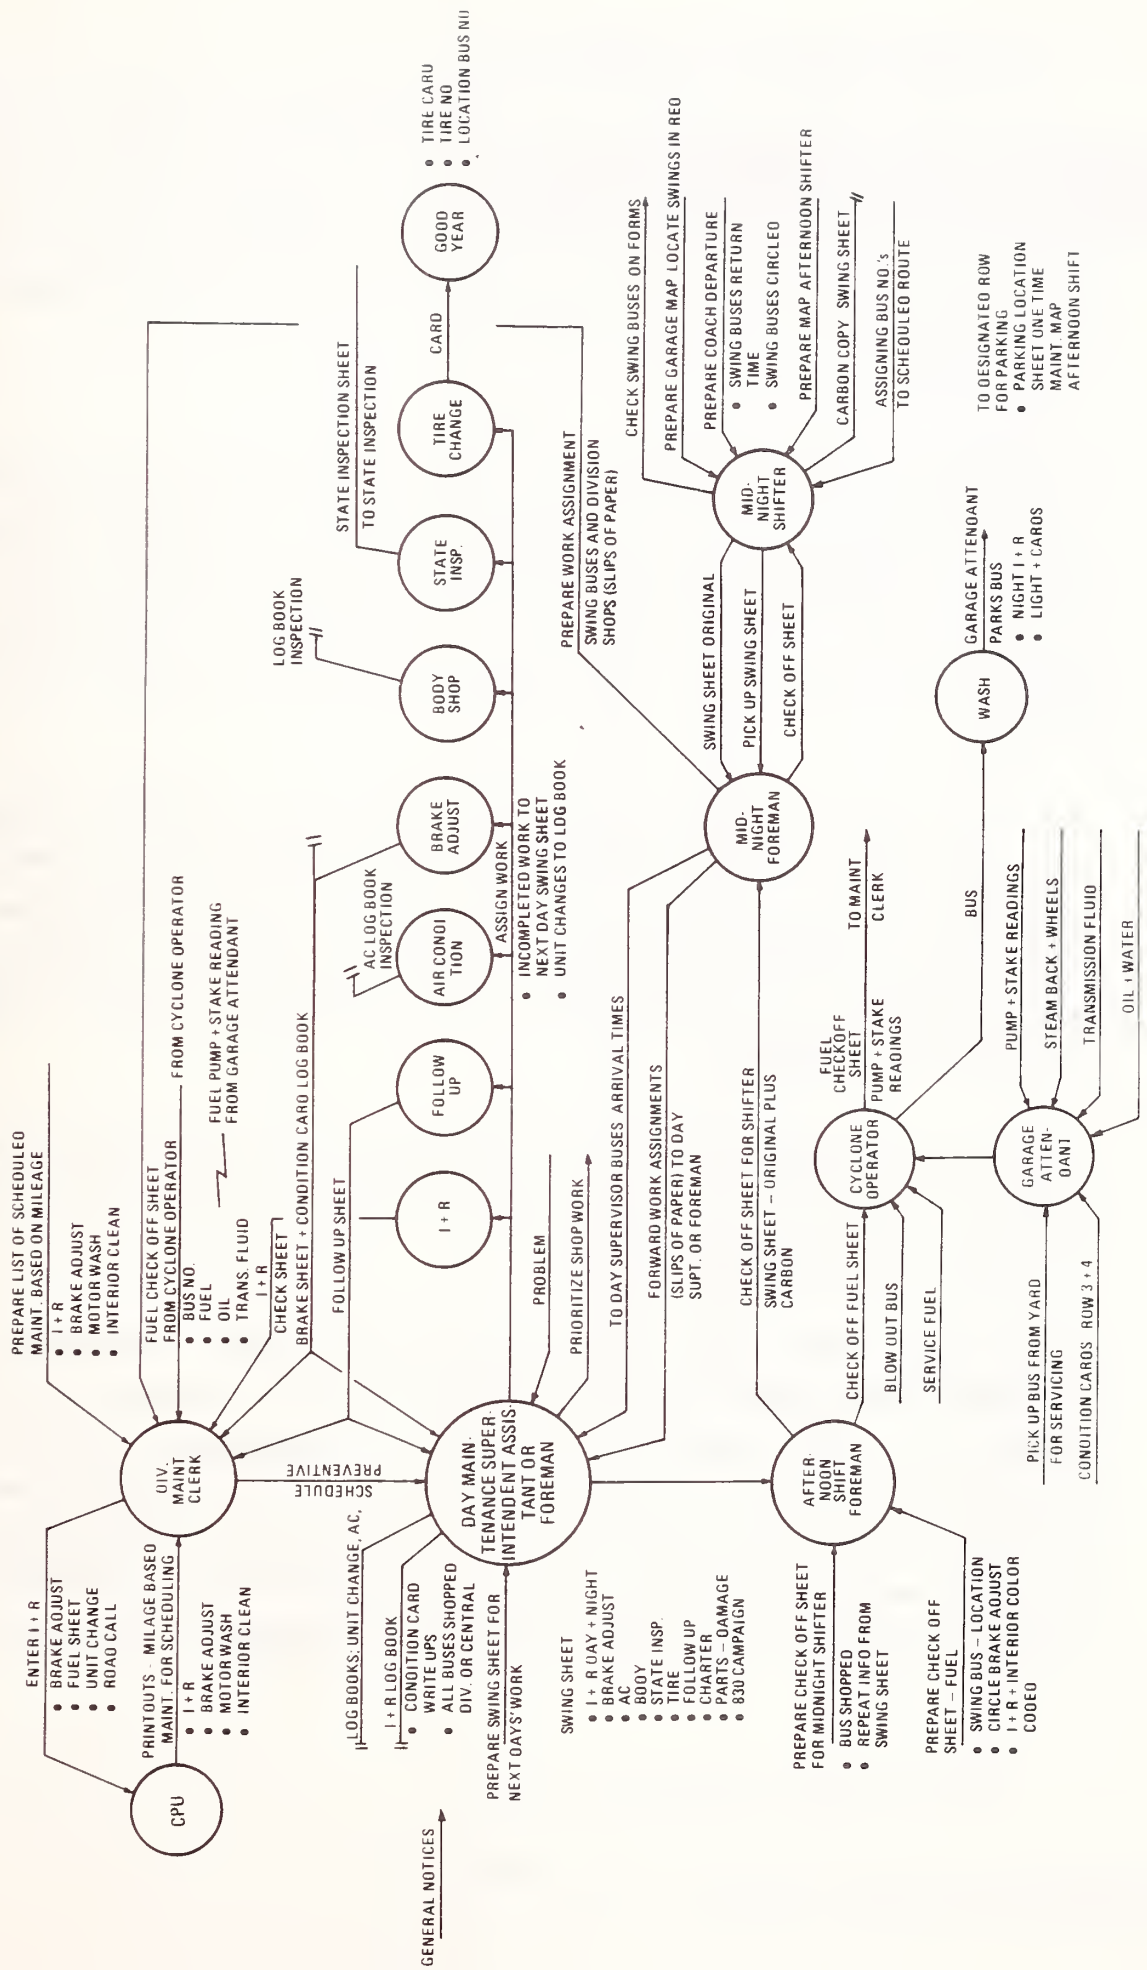 GENERAL NOTICES
CPU
ENTER I + R
● BRAKE ADJUST
● FUEL SHEET
● UNIT CHANGE
● ROAD CALL
PRINTOUTS - MILAGE BASED
MAINT. FOR SCHEDULING
● I + R
● BRAKE ADJUST
● MOTOR WASH
● INTERIOR CLEAN
DIV.
MAINT
CLERK
PREPARE LIST OF SCHEDULED
MAINT. BASED ON MILEAGE
● I + R
● BRAKE ADJUST
● MOTOR WASH
● INTERIOR CLEAN
FUEL CHECK OFF SHEET
FROM CYCLONE OPERATOR
● BUS NO.
● FUEL
● OIL
● TRANS. FLUID
FROM CYCLONE OPERATOR
FUEL PUMP + STAKE READING
FROM GARAGE ATTENDANT
I + R
CHECK SHEET
BRAKE SHEET + CONDITION CARD LOG BOOK
FOLLOW UP SHEET
SCHEDULE
PREVENTIVE
LOG BOOKS: UNIT CHANGE, AC,
I + R LOG BOOK
● CONDITION CARD
WRITE UPS
● ALL BUSES SHOPPED
DIV. OR CENTRAL
PREPARE SWING SHEET FOR
NEXT DAYS' WORK
DAY MAIN-
TENANCE SUPER-
INTENDENT ASSIS-
TANT OR
FOREMAN
SWING SHEET
● I + R DAY + NIGHT
● BRAKE ADJUST
● AC
● BODY
● STATE INSP.
● TIRE
● FOLLOW UP
● CHARTER
● PARTS – DAMAGE
● 830 CAMPAIGN
I + R
FOLLOW
UP
AIR CONDI
TION
AC LOG BOOK
INSPECTION
BRAKE
ADJUST
BODY
SHOP
LOG BOOK
INSPECTION
STATE
INSP.
STATE INSPECTION SHEET
TO STATE INSPECTION
TIRE
CHANGE
CARD
GOOD
YEAR
● TIRE CARD
● TIRE NO
● LOCATION BUS NO
ASSIGN WORK
● INCOMPLETED WORK TO
NEXT DAY SWING SHEET
● UNIT CHANGES TO LOG BOOK
PROBLEM
PRIORITIZE SHOP WORK
TO DAY SUPERVISOR BUSES ARRIVAL TIMES
FORWARD WORK ASSIGNMENTS
(SLIPS OF PAPER) TO DAY
SUPT. OR FOREMAN
PREPARE WORK ASSIGNMENT
SWING BUSES AND DIVISION
SHOPS (SLIPS OF PAPER)
MID-
NIGHT
FOREMAN
SWING SHEET ORIGINAL
PICK UP SWING SHEET
CHECK OFF SHEET
MID-
NIGHT
SHIFTER
CHECK SWING BUSES ON FORMS
PREPARE GARAGE MAP LOCATE SWINGS IN RED
PREPARE COACH DEPARTURE
● SWING BUSES RETURN
TIME
● SWING BUSES CIRCLED
PREPARE MAP AFTERNOON SHIFTER
CARBON COPY SWING SHEET
ASSIGNING BUS NO.'s
TO SCHEDULED ROUTE
CHECK OFF SHEET FOR SHIFTER
SWING SHEET – ORIGINAL PLUS
CARBON
PREPARE CHECK OFF SHEET
FOR MIDNIGHT SHIFTER
● BUS SHOPPED
● REPEAT INFO FROM
SWING SHEET
AFTER-
NOON
SHIFT
FOREMAN
PREPARE CHECK OFF
SHEET – FUEL
● SWING BUS – LOCATION
● CIRCLE BRAKE ADJUST
● I + R + INTERIOR COLOR
CODED
CHECK OFF FUEL SHEET
BLOW OUT BUS
SERVICE FUEL
CYCLONE
OPERATOR
FUEL
CHECKOFF
SHEET
PUMP + STAKE
READINGS
TO MAINT
CLERK
BUS
WASH
GARAGE ATTENDANT
PARKS BUS
● NIGHT I + R
● LIGHT + CARDS
TO DESIGNATED ROW
FOR PARKING
● PARKING LOCATION
SHEET ONE TIME
MAINT. MAP
AFTERNOON SHIFT
PICK UP BUS FROM YARD
FOR SERVICING
CONDITION CARDS ROW 3 + 4
GARAGE
ATTEN-
DANT
PUMP + STAKE READINGS
STEAM BACK + WHEELS
TRANSMISSION FLUID
OIL + WATER